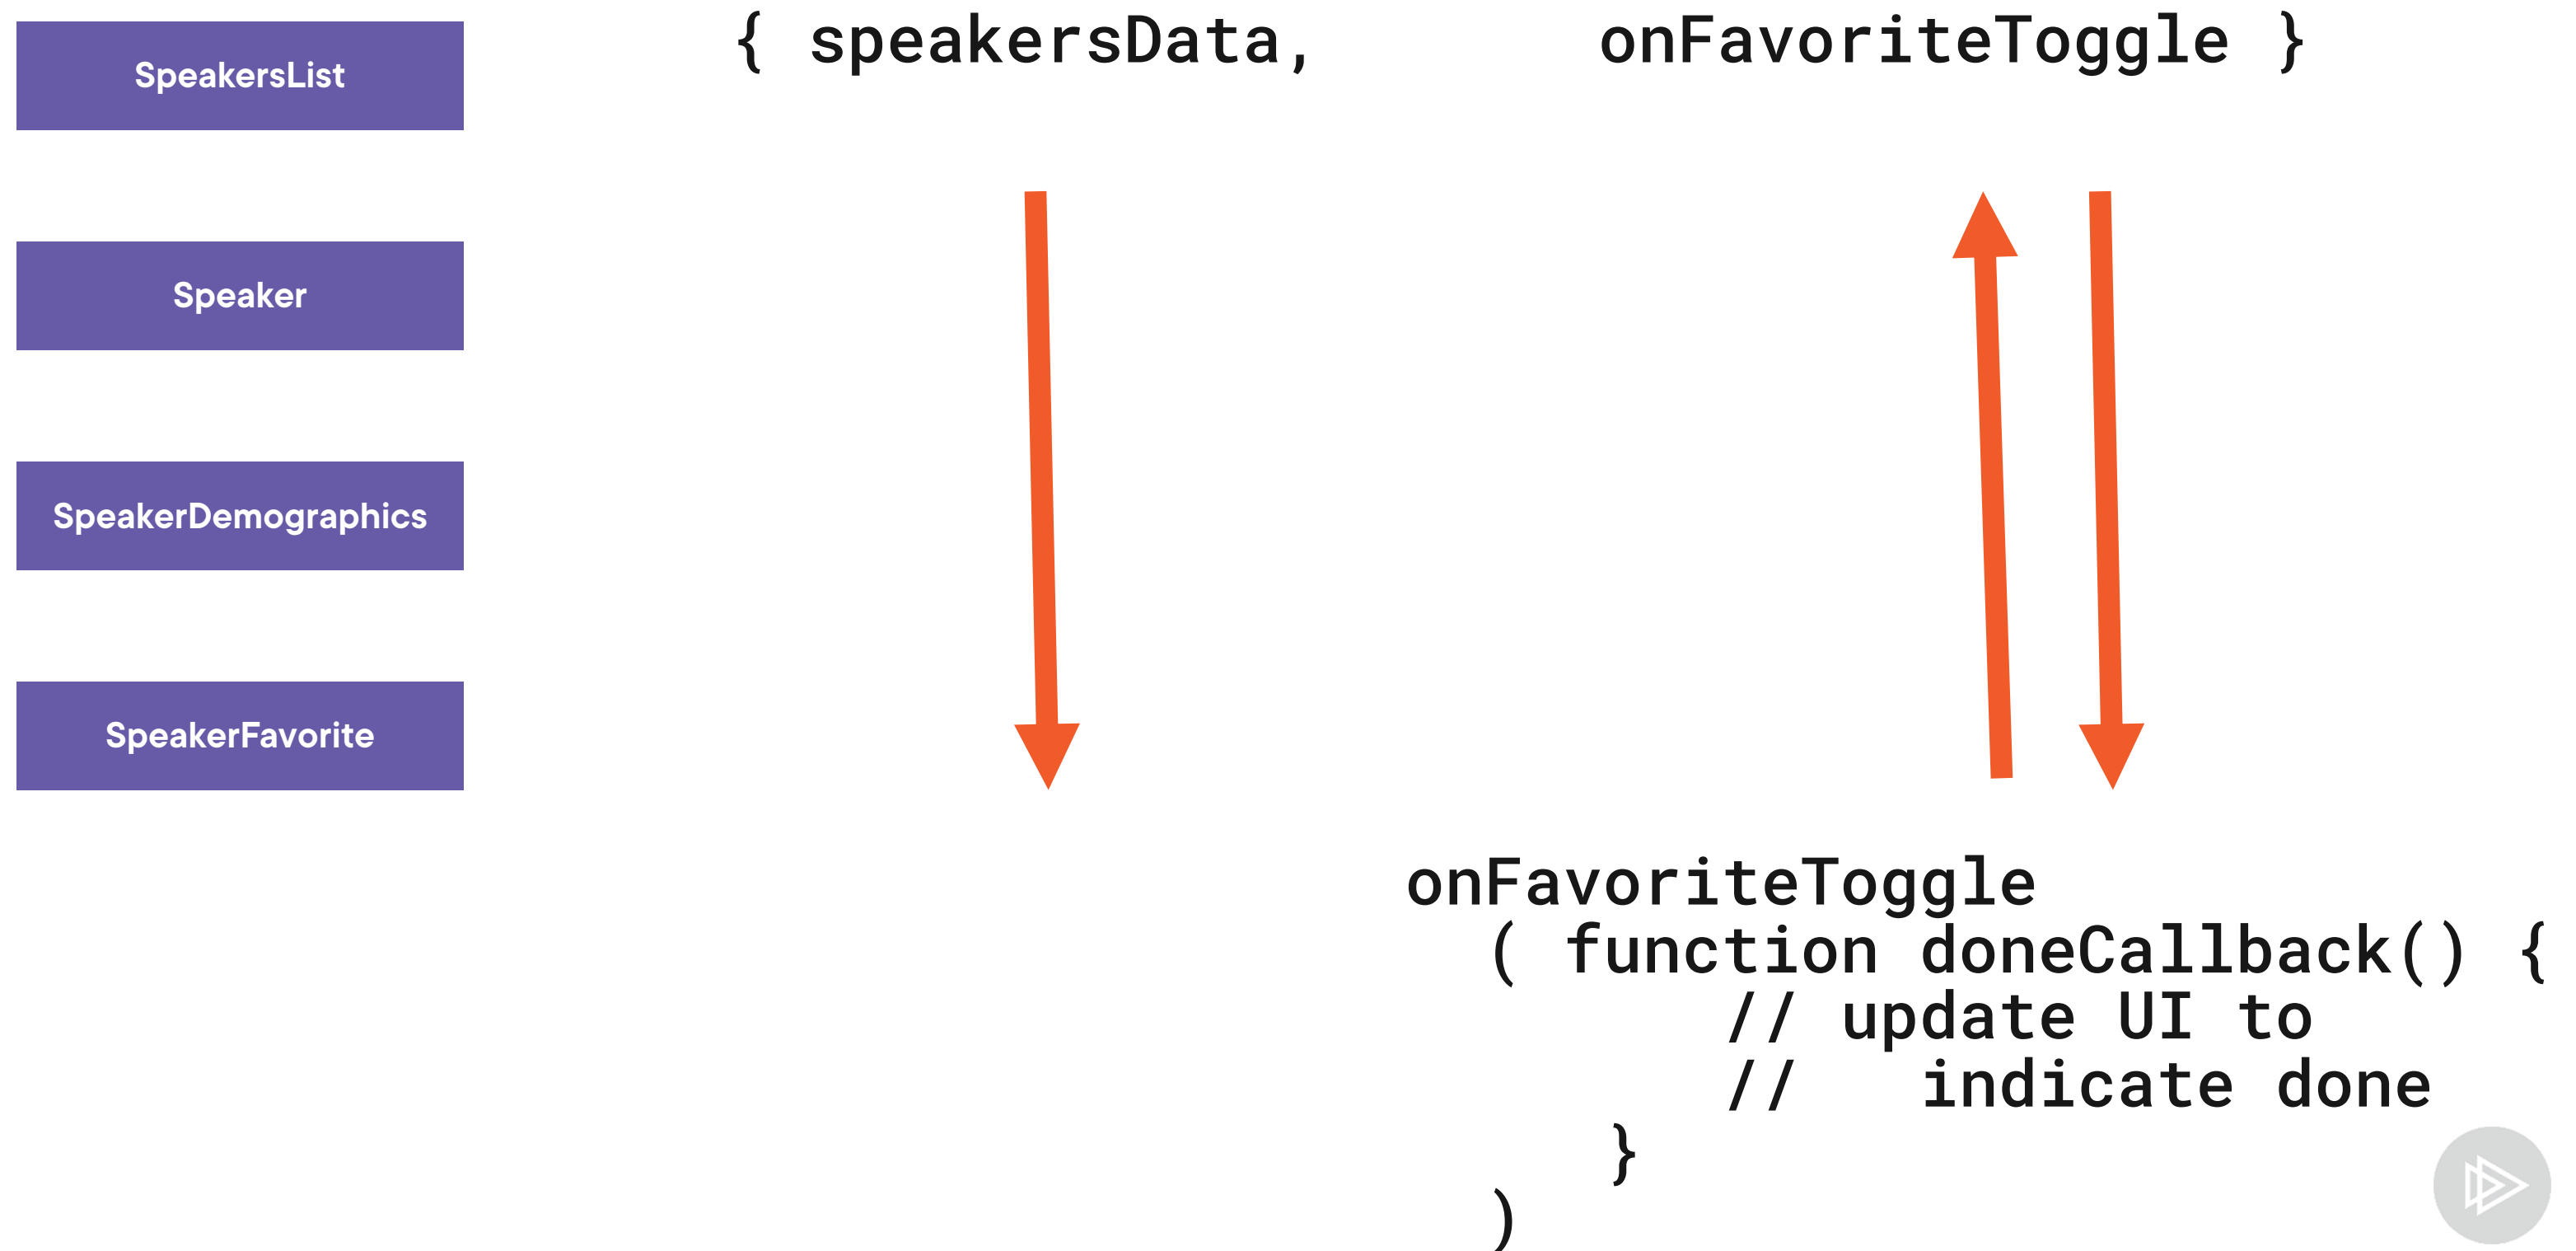 SpeakersList
{ speakersData, onFavoriteToggle }
Speaker
SpeakerDemographics
SpeakerFavorite
onFavoriteToggle
( function doneCallback() {
// update UI to
//   indicate done
}
)